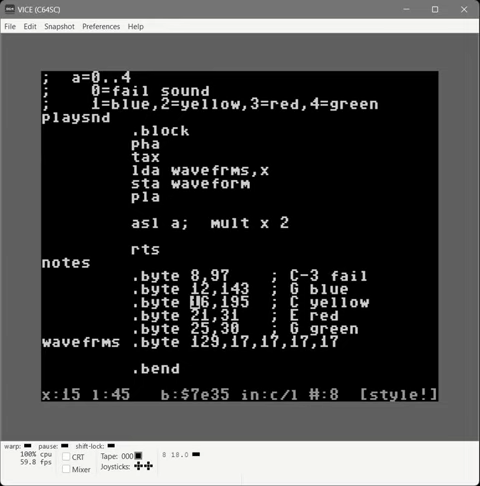 VICE (C64SC)
File Edit Snapshot Preferences Help
;  a=0..4
;    0=fail sound
;    1=blue,2=yellow,3=red,4=green
playsnd
.block
pha
tax
lda wavefrms,x
sta waveform
pla
asl a;  mult x 2
rts
notes
.byte 8,97 ; C-3 fail
.byte 12,143 ; G blue
.byte 16,195 ; C yellow
.byte 21,31 ; E red
.byte 25,30 ; G green
wavefrms .byte 129,17,17,17,17
.bend
x:15 l:45 b:$7e35 in:c/l #:8 [style!]
warp: pause: shift-lock:
100% cpu
59.8 fps
CRT
Mixer
Tape: 000
Joysticks:
8 18.0